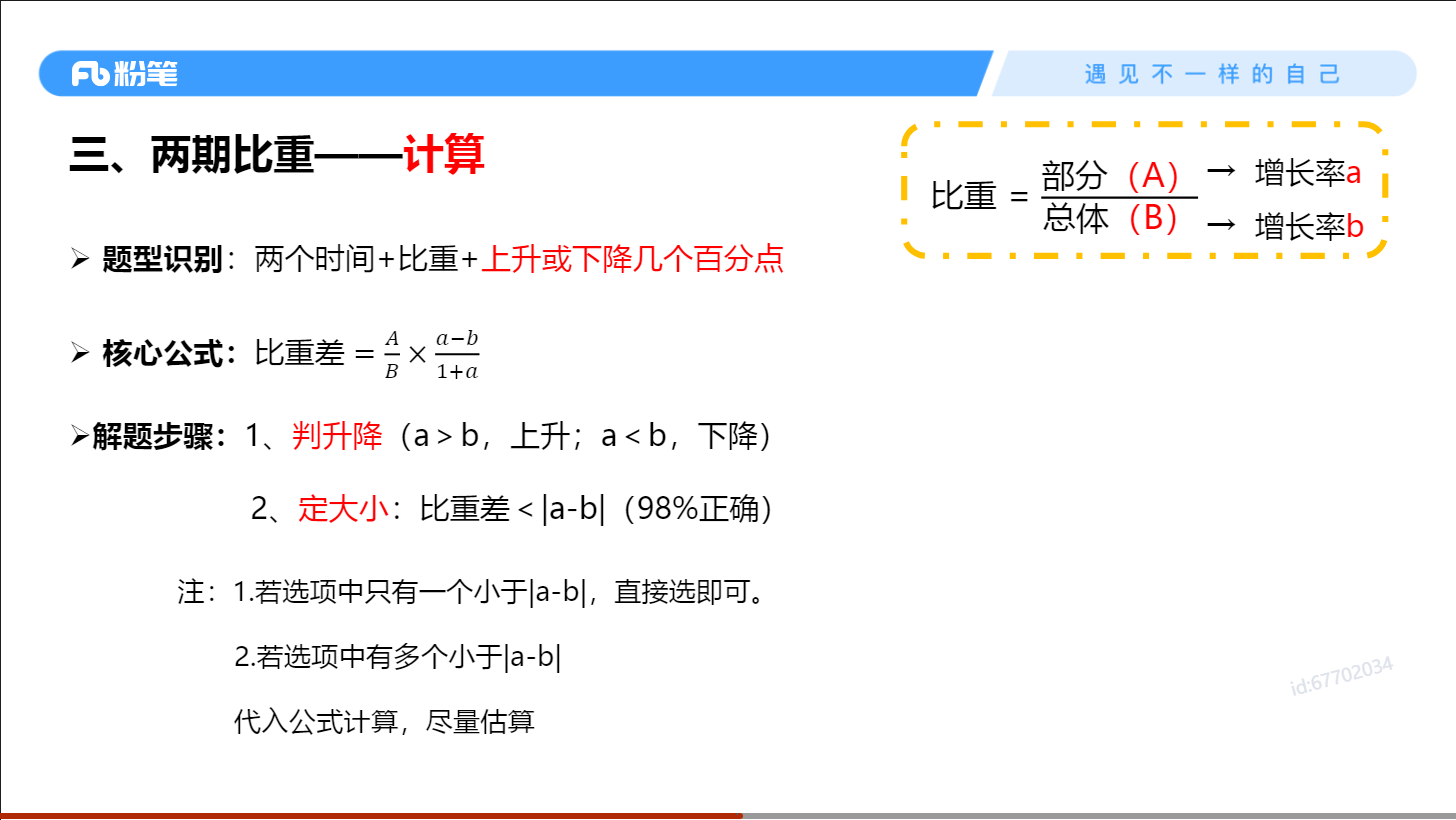 粉笔
遇见不一样的自己
三、两期比重——计算
比重 = 部分（A）/总体（B）
→ 增长率a
→ 增长率b
➢ 题型识别：两个时间+比重+上升或下降几个百分点
➢ 核心公式：比重差 = A/B × (a−b)/(1+a)
➢解题步骤：1、判升降（a＞b，上升；a＜b，下降）
2、定大小：比重差＜|a-b|（98%正确）
注：1.若选项中只有一个小于|a-b|，直接选即可。
2.若选项中有多个小于|a-b|
代入公式计算，尽量估算
id:67702034